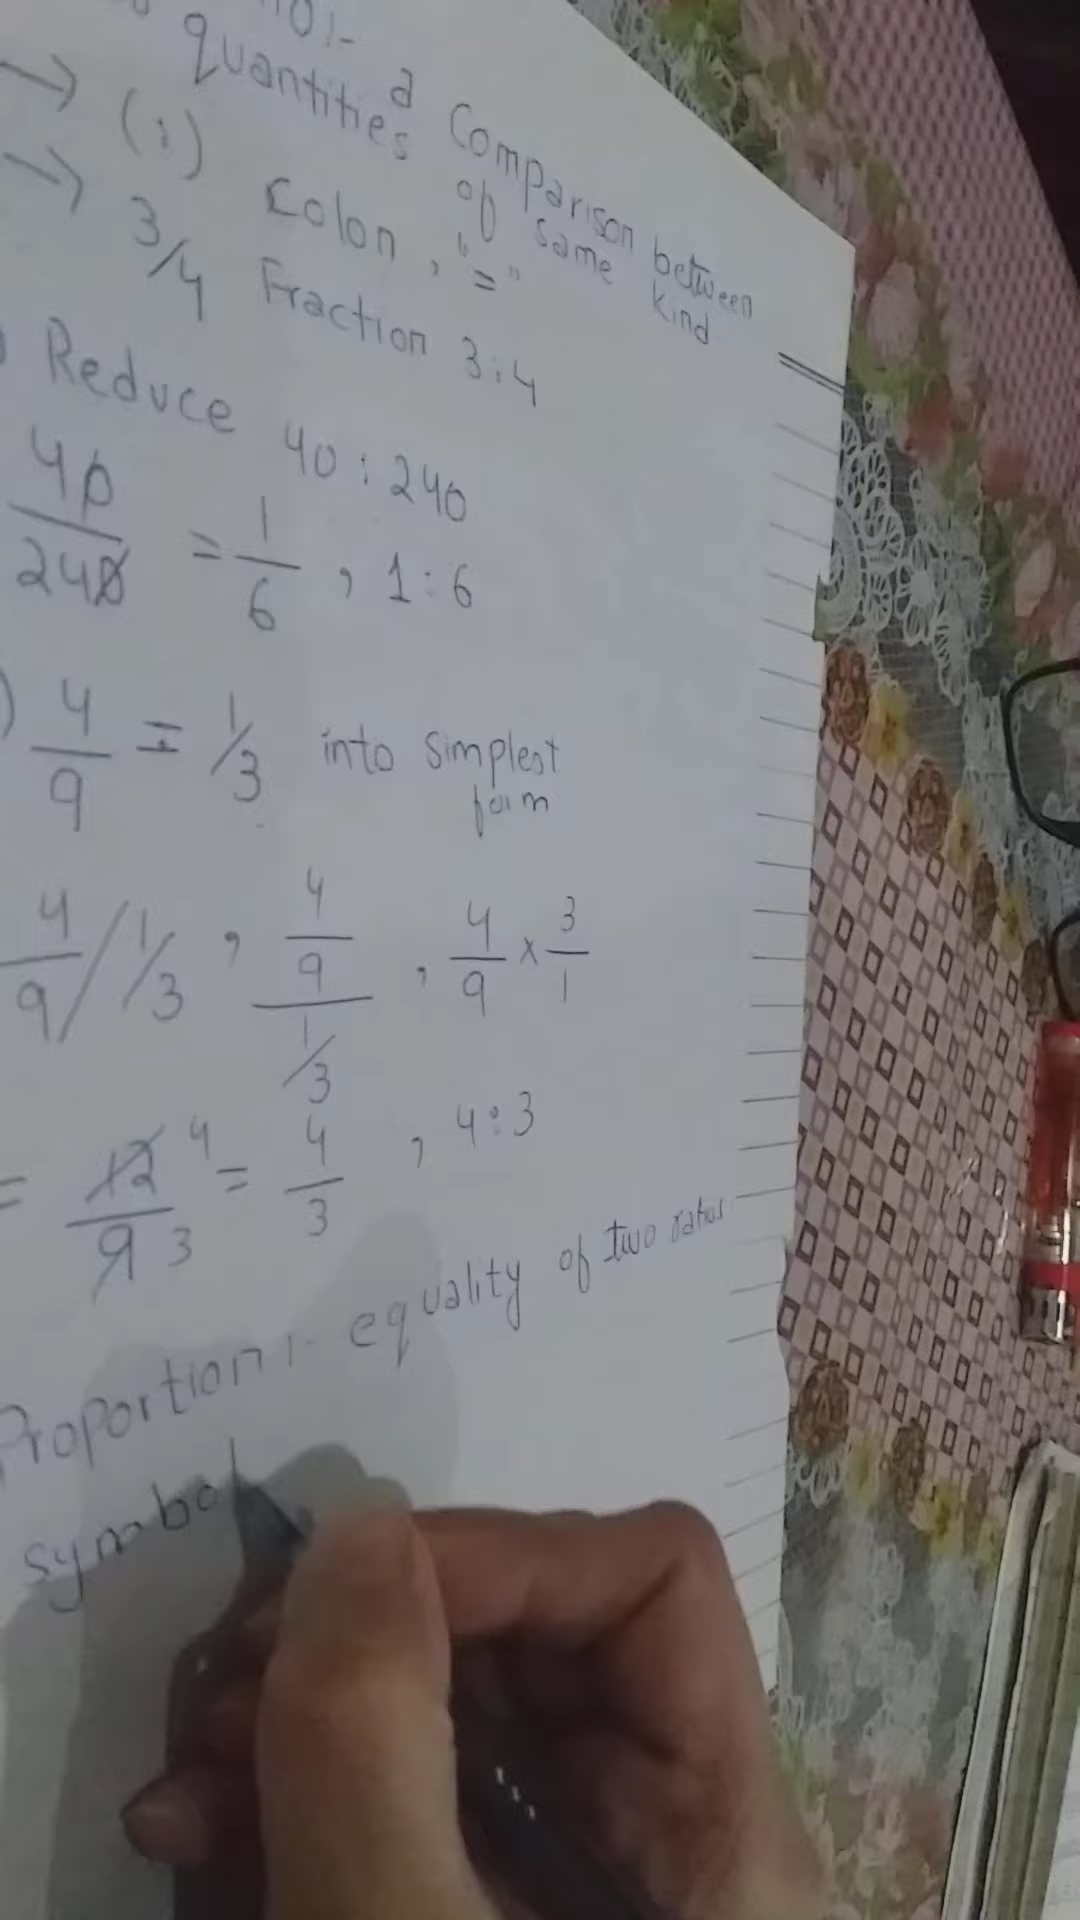 a Comparison between
quantities of same kind
→ (:) colon, "="
→ 3/4 Fraction 3:4
Reduce 40 : 240
40/240 = 1/6 , 1:6
) 4/9 = 1/3 into simplest
form
4/9 / 1/3 , 4/9 / 1/3 , 4/9 × 3/1
= 12/9 4 3 = 4/3 , 4:3
Proportion :- equality of two ratios
symbol